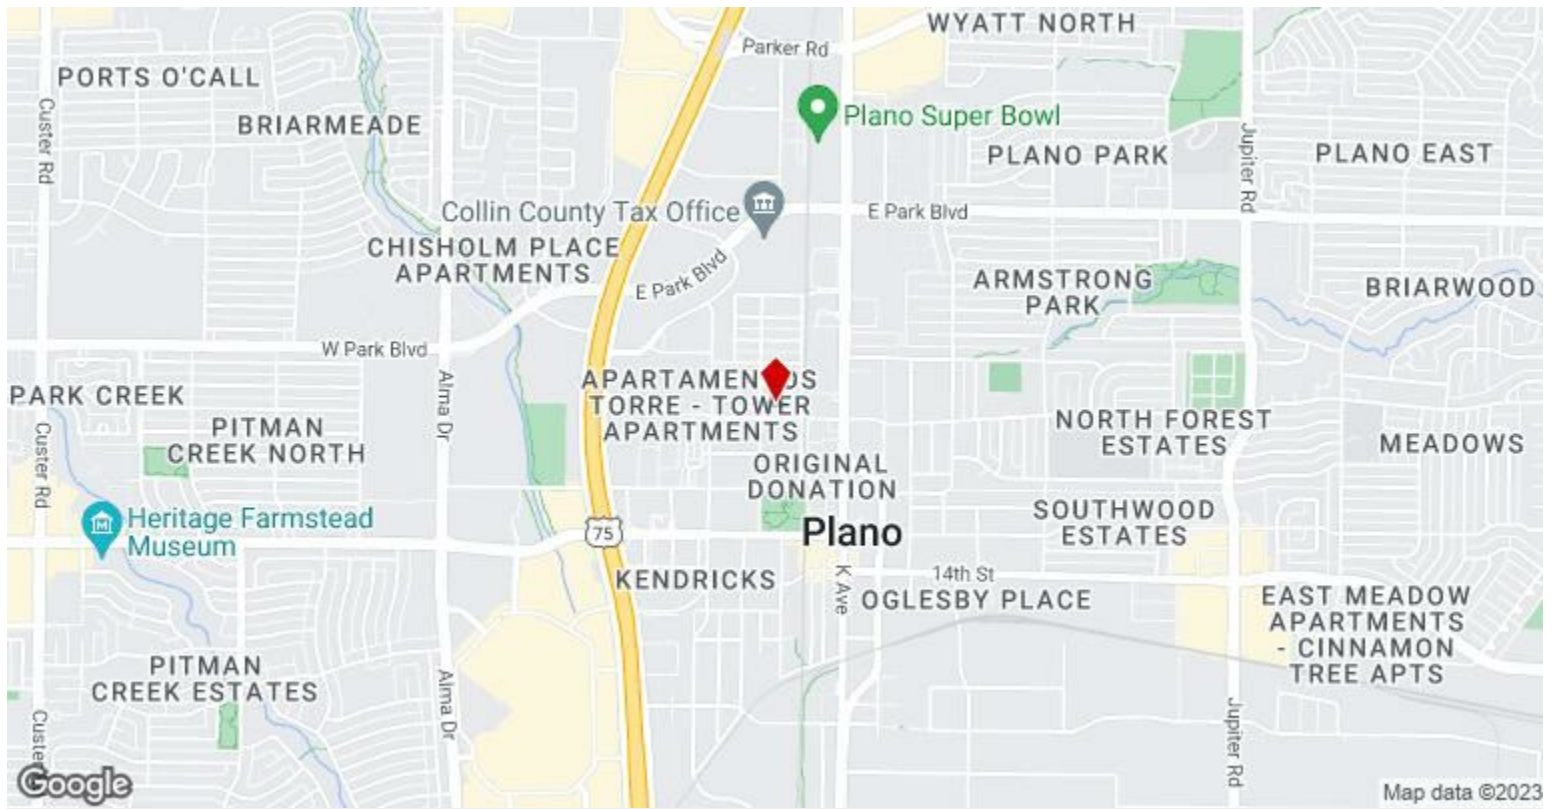 WYATT NORTH
Parker Rd
PORTS O'CALL
Custer Rd
BRIARMEADE
Plano Super Bowl
Jupiter Rd
PLANO PARK
PLANO EAST
Collin County Tax Office
E Park Blvd
CHISHOLM PLACE
APARTMENTS
E Park Blvd
ARMSTRONG
PARK
BRIARWOOD
W Park Blvd
APARTAMENTOS
TORRE - TOWER
APARTMENTS
PARK CREEK
Alma Dr
PITMAN
CREEK NORTH
Custer Rd
NORTH FOREST
ESTATES
MEADOWS
ORIGINAL
DONATION
Heritage Farmstead
Museum
75
Plano
SOUTHWOOD
ESTATES
KENDRICKS
K Ave
14th St
OGLESBY PLACE
EAST MEADOW
APARTMENTS
- CINNAMON
TREE APTS
PITMAN
CREEK ESTATES
Alma Dr
Custer
Jupiter Rd
Google
Map data ©2023